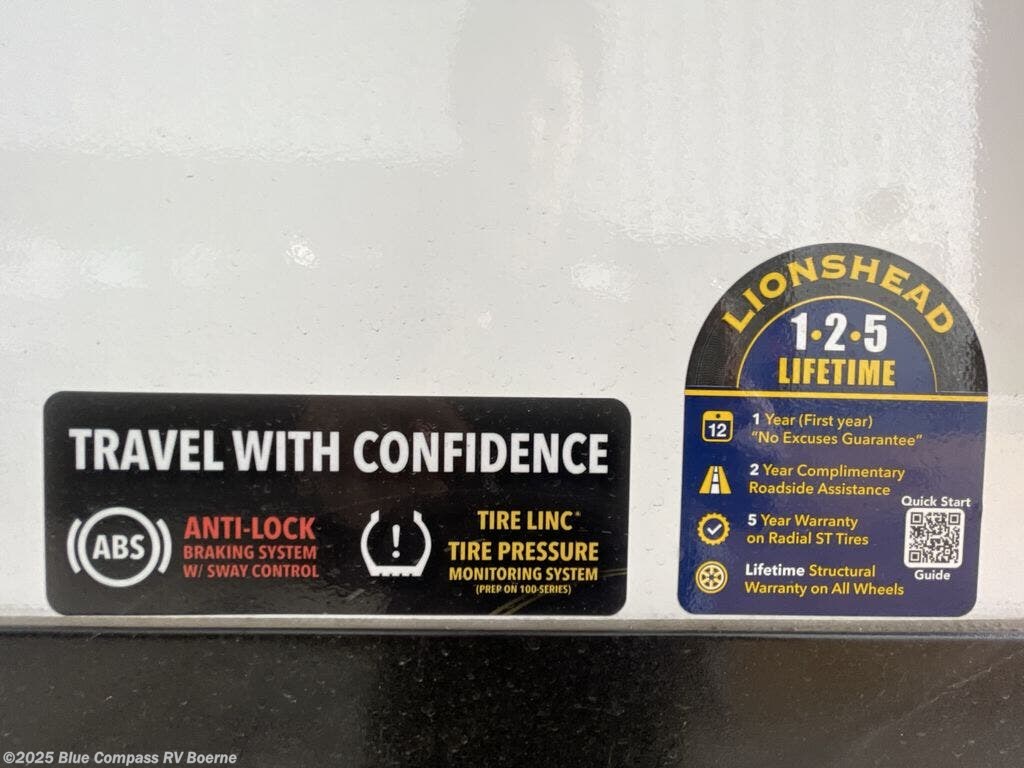 TRAVEL WITH CONFIDENCE
ABS
ANTI-LOCK
BRAKING SYSTEM
W/ SWAY CONTROL
!
TIRE LINC®
TIRE PRESSURE
MONITORING SYSTEM
(PREP ON 100-SERIES)
LIONSHEAD
1·2·5
LIFETIME
12
1 Year (First year)
"No Excuses Guarantee"
2 Year Complimentary
Roadside Assistance
5 Year Warranty
on Radial ST Tires
Lifetime Structural
Warranty on All Wheels
Quick Start
Guide
©2025 Blue Compass RV Boerne